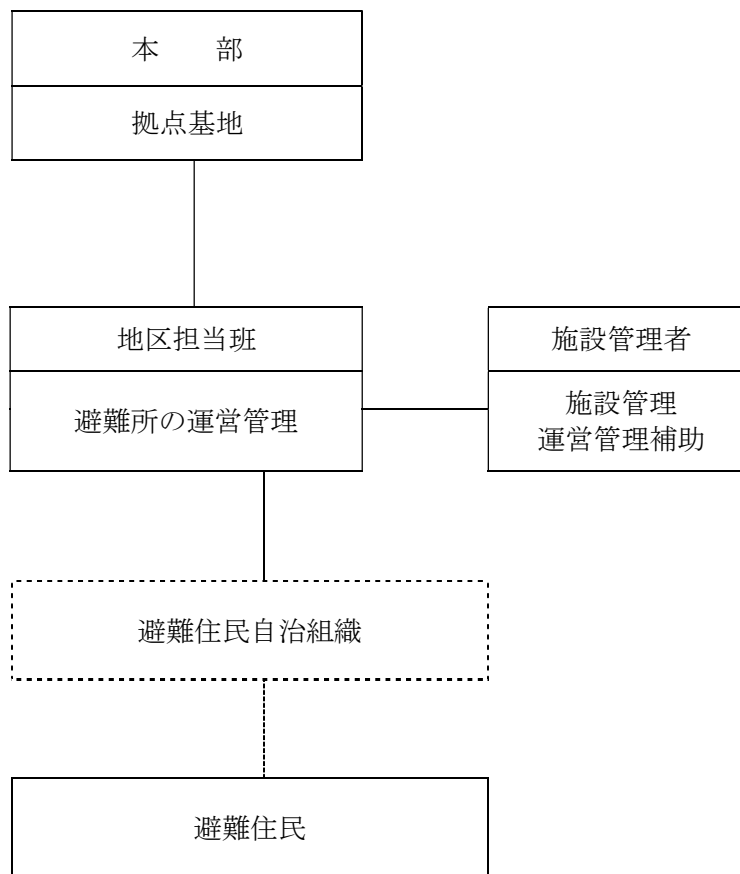 本　　部
拠点基地
地区担当班
避難所の運営管理
施設管理者
施設管理
運営管理補助
避難住民自治組織
避難住民